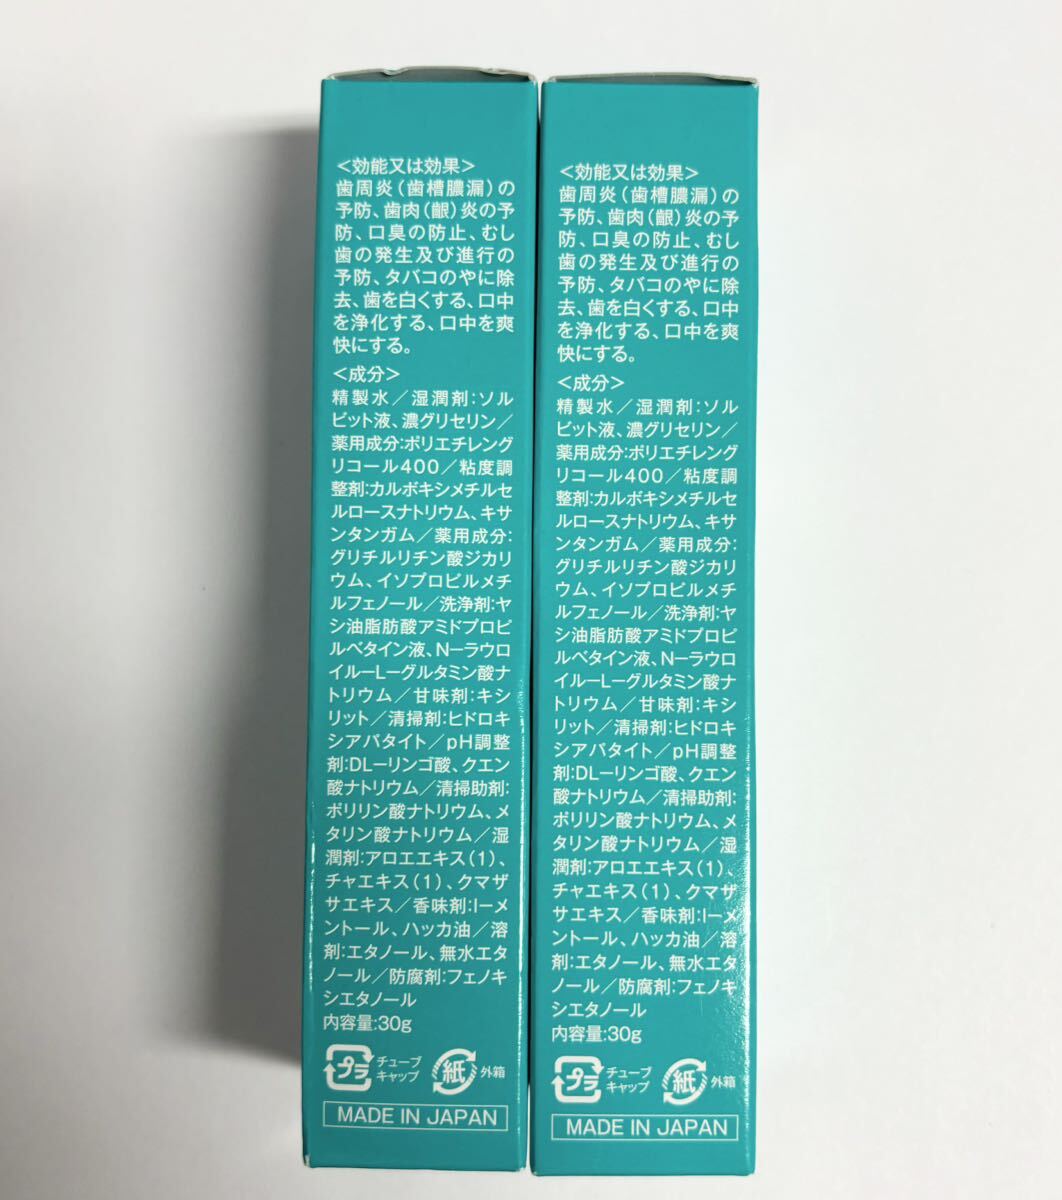 <効能又は効果>
歯周炎(歯槽膿漏)の
予防、歯肉(齦)炎の予
防、口臭の防止、むし
歯の発生及び進行の
予防、タバコのやに除
去、歯を白くする、口中
を浄化する、口中を爽
快にする。
<成分>
精製水/湿潤剤:ソル
ビット液、濃グリセリン/
薬用成分:ポリエチレング
リコール400/粘度調
整剤:カルボキシメチルセ
ルロースナトリウム、キサ
ンタンガム/薬用成分:
グリチルリチン酸ジカリ
ウム、イソプロピルメチ
ルフェノール/洗浄剤:ヤ
シ油脂肪酸アミドプロピ
ルベタイン液、N-ラウロ
イル-L-グルタミン酸ナ
トリウム/甘味剤:キシ
リット/清掃剤:ヒドロキ
シアパタイト/pH調整
剤:DL-リンゴ酸、クエン
酸ナトリウム/清掃助剤:
ポリリン酸ナトリウム、メ
タリン酸ナトリウム/湿
潤剤:アロエエキス(1)、
チャエキス(1)、クマザ
サエキス/香味剤:l-メ
ントール、ハッカ油/溶
剤:エタノール、無水エタ
ノール/防腐剤:フェノキ
シエタノール
内容量:30g
プラ チューブ
キャップ
紙 外箱
MADE IN JAPAN
<効能又は効果>
歯周炎(歯槽膿漏)の
予防、歯肉(齦)炎の予
防、口臭の防止、むし
歯の発生及び進行の
予防、タバコのやに除
去、歯を白くする、口中
を浄化する、口中を爽
快にする。
<成分>
精製水/湿潤剤:ソル
ビット液、濃グリセリン/
薬用成分:ポリエチレング
リコール400/粘度調
整剤:カルボキシメチルセ
ルロースナトリウム、キサ
ンタンガム/薬用成分:
グリチルリチン酸ジカリ
ウム、イソプロピルメチ
ルフェノール/洗浄剤:ヤ
シ油脂肪酸アミドプロピ
ルベタイン液、N-ラウロ
イル-L-グルタミン酸ナ
トリウム/甘味剤:キシ
リット/清掃剤:ヒドロキ
シアパタイト/pH調整
剤:DL-リンゴ酸、クエン
酸ナトリウム/清掃助剤:
ポリリン酸ナトリウム、メ
タリン酸ナトリウム/湿
潤剤:アロエエキス(1)、
チャエキス(1)、クマザ
サエキス/香味剤:l-メ
ントール、ハッカ油/溶
剤:エタノール、無水エタ
ノール/防腐剤:フェノキ
シエタノール
内容量:30g
プラ チューブ
キャップ
紙 外箱
MADE IN JAPAN